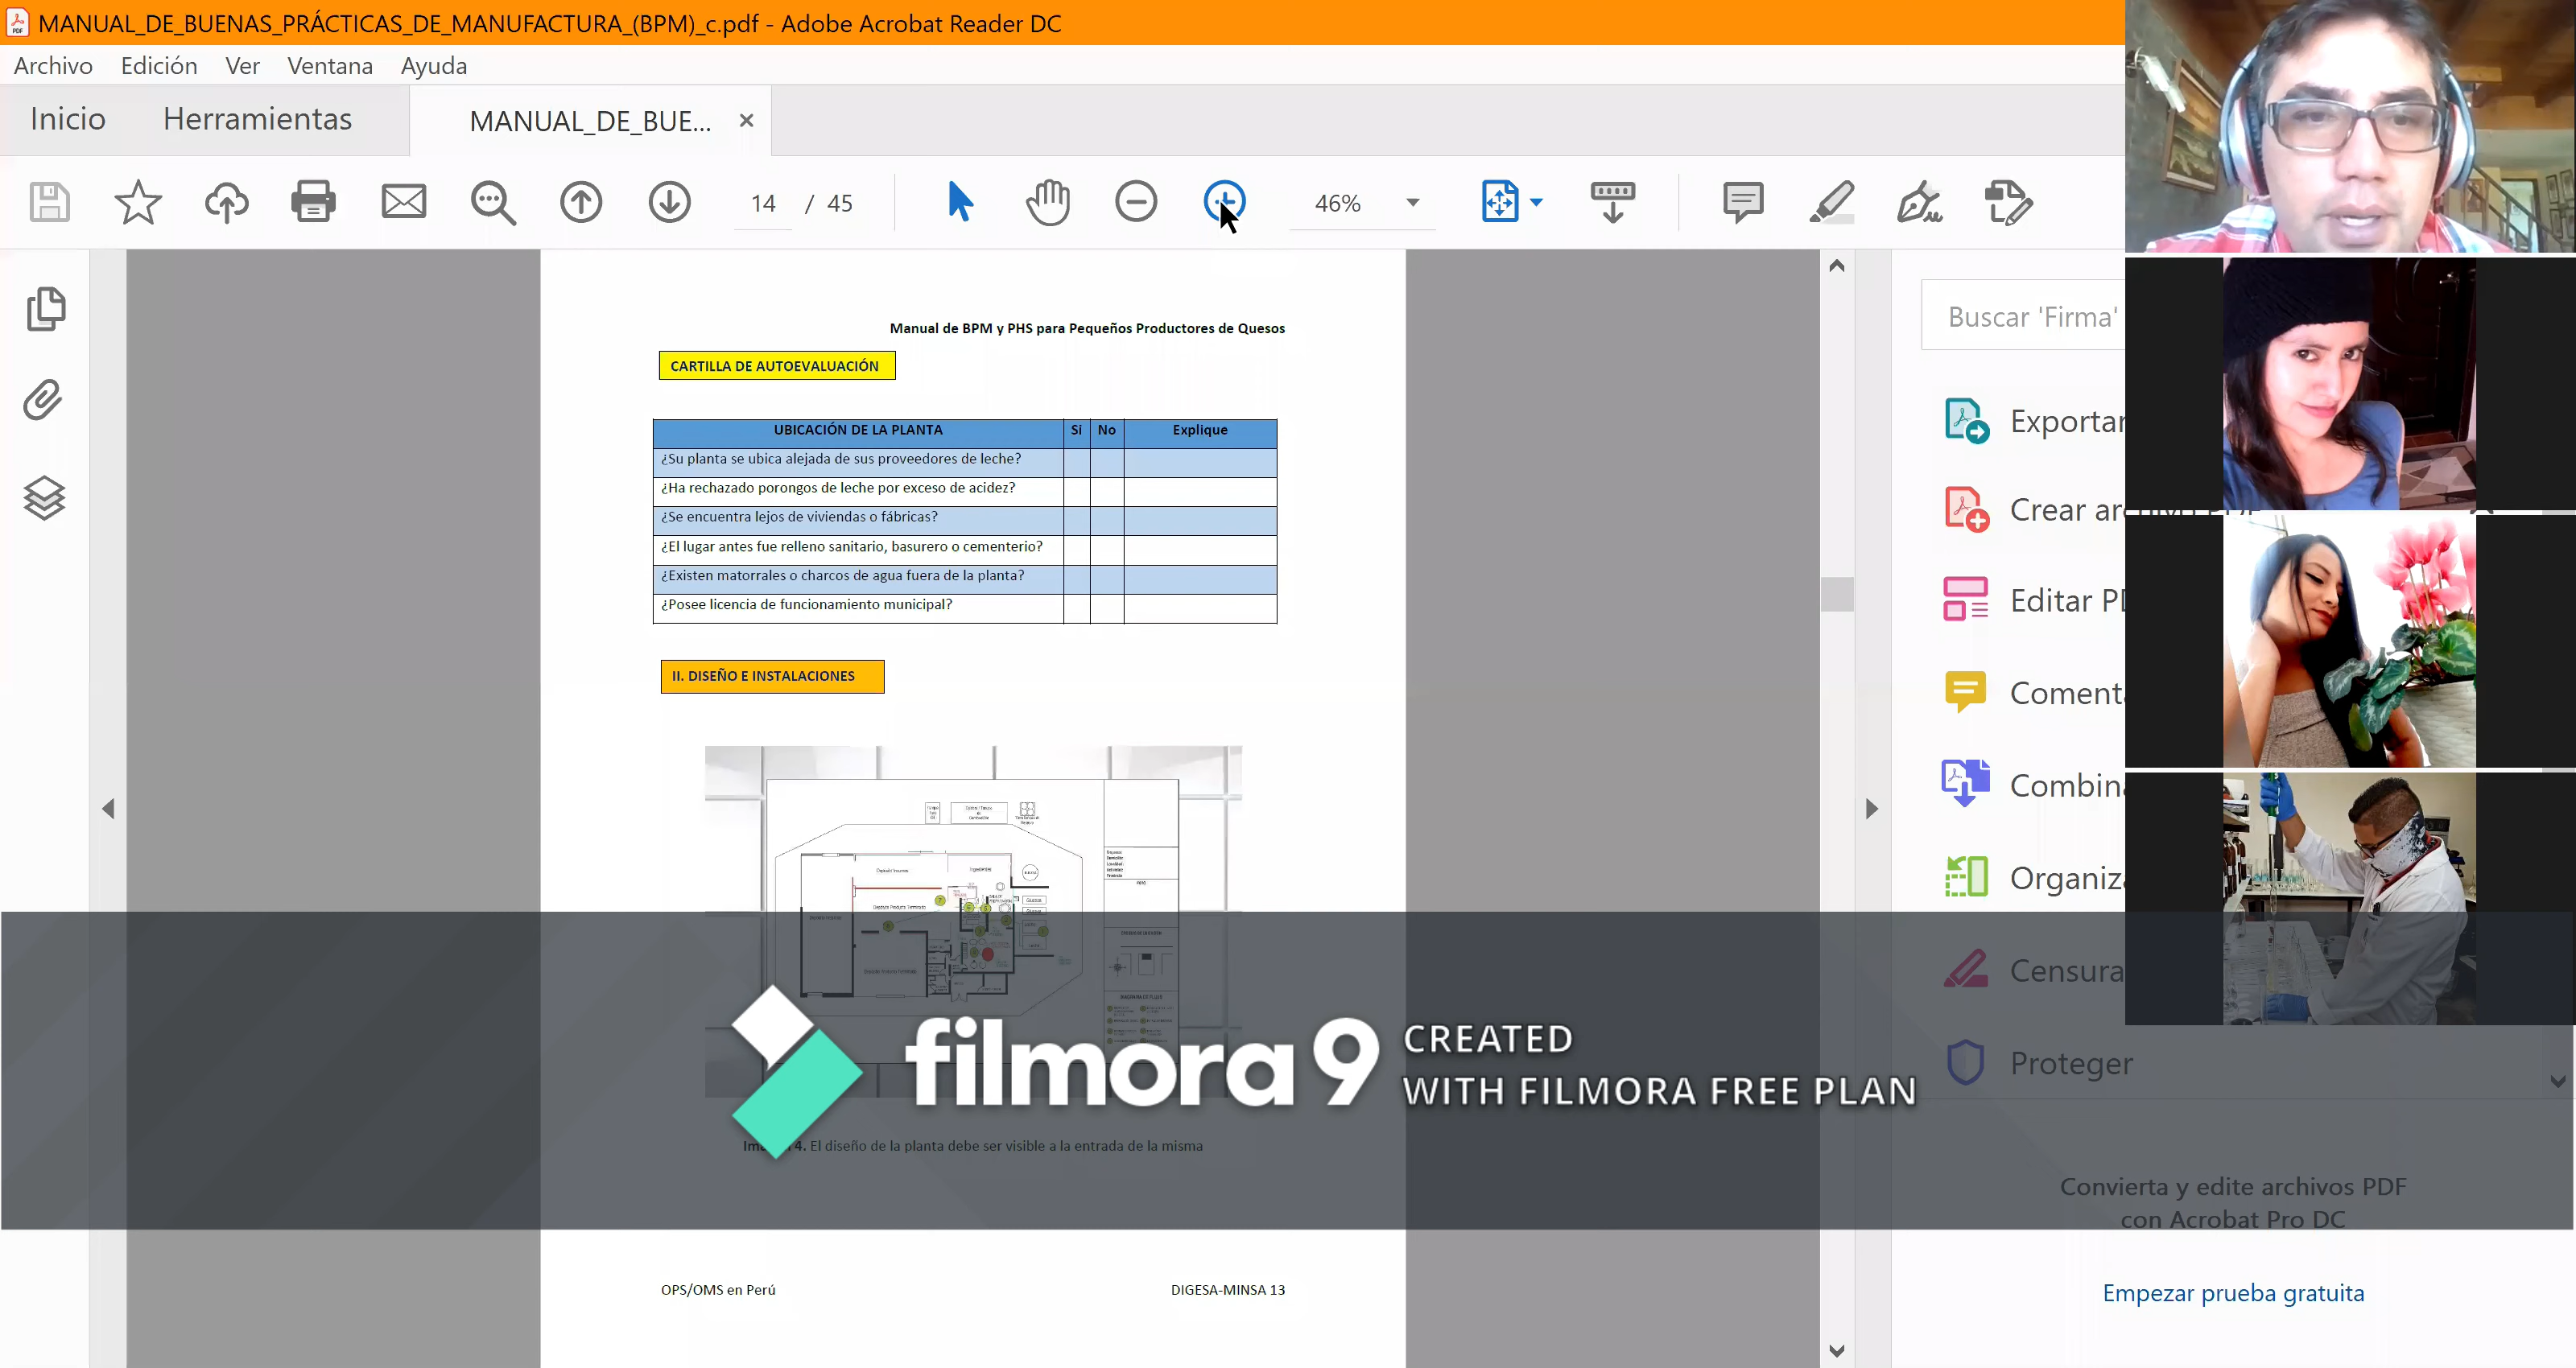 MANUAL_DE_BUENAS_PRÁCTICAS_DE_MANUFACTURA_(BPM)_c.pdf - Adobe Acrobat Reader DC
Archivo Edición Ver Ventana Ayuda
Inicio Herramientas MANUAL_DE_BUE... ×
14 / 45 46%
Buscar 'Firma'
Manual de BPM y PHS para Pequeños Productores de Quesos
CARTILLA DE AUTOEVALUACIÓN
UBICACIÓN DE LA PLANTA Si No Explique
¿Su planta se ubica alejada de sus proveedores de leche?
¿Ha rechazado porongos de leche por exceso de acidez?
¿Se encuentra lejos de viviendas o fábricas?
¿El lugar antes fue relleno sanitario, basurero o cementerio?
¿Existen matorrales o charcos de agua fuera de la planta?
¿Posee licencia de funcionamiento municipal?
II. DISEÑO E INSTALACIONES
filmora9 CREATED
WITH FILMORA FREE PLAN
4. El diseño de la planta debe ser visible a la entrada de la misma
OPS/OMS en Perú DIGESA-MINSA 13
Exportar
Crear
Editar
Organiza
Censura
Proteger
Convierta y edite archivos PDF
con Acrobat Pro DC
Empezar prueba gratuita